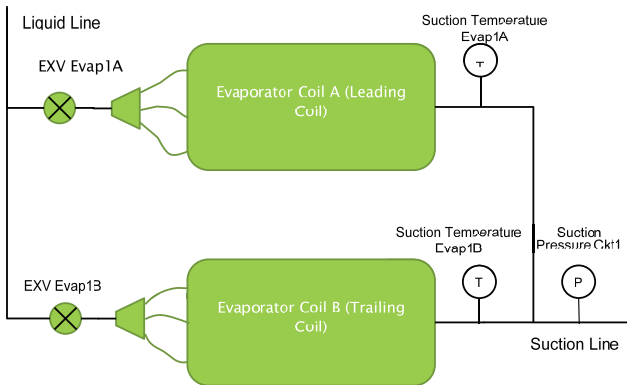 Liquid Line
Suction Temperature
Evap1A
EXV Evap1A
T
Evaporator Coil A (Leading
Coil)
Suction Temperature
Evap1B
Suction
Pressure Ckt1
EXV Evap1B
T
P
Evaporator Coil B (Trailing
Coil)
Suction Line